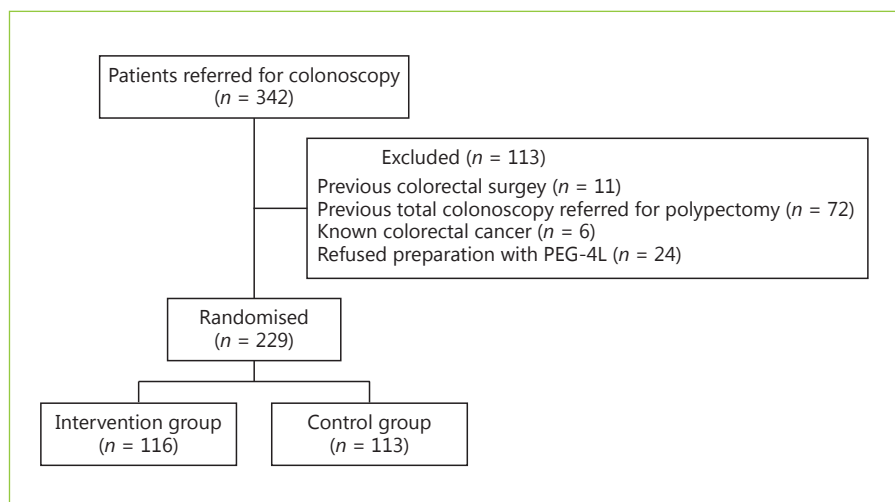 Patients referred for colonoscopy
(n = 342)
Excluded (n = 113)
Previous colorectal surgey (n = 11)
Previous total colonoscopy referred for polypectomy (n = 72)
Known colorectal cancer (n = 6)
Refused preparation with PEG-4L (n = 24)
Randomised
(n = 229)
Intervention group
(n = 116)
Control group
(n = 113)